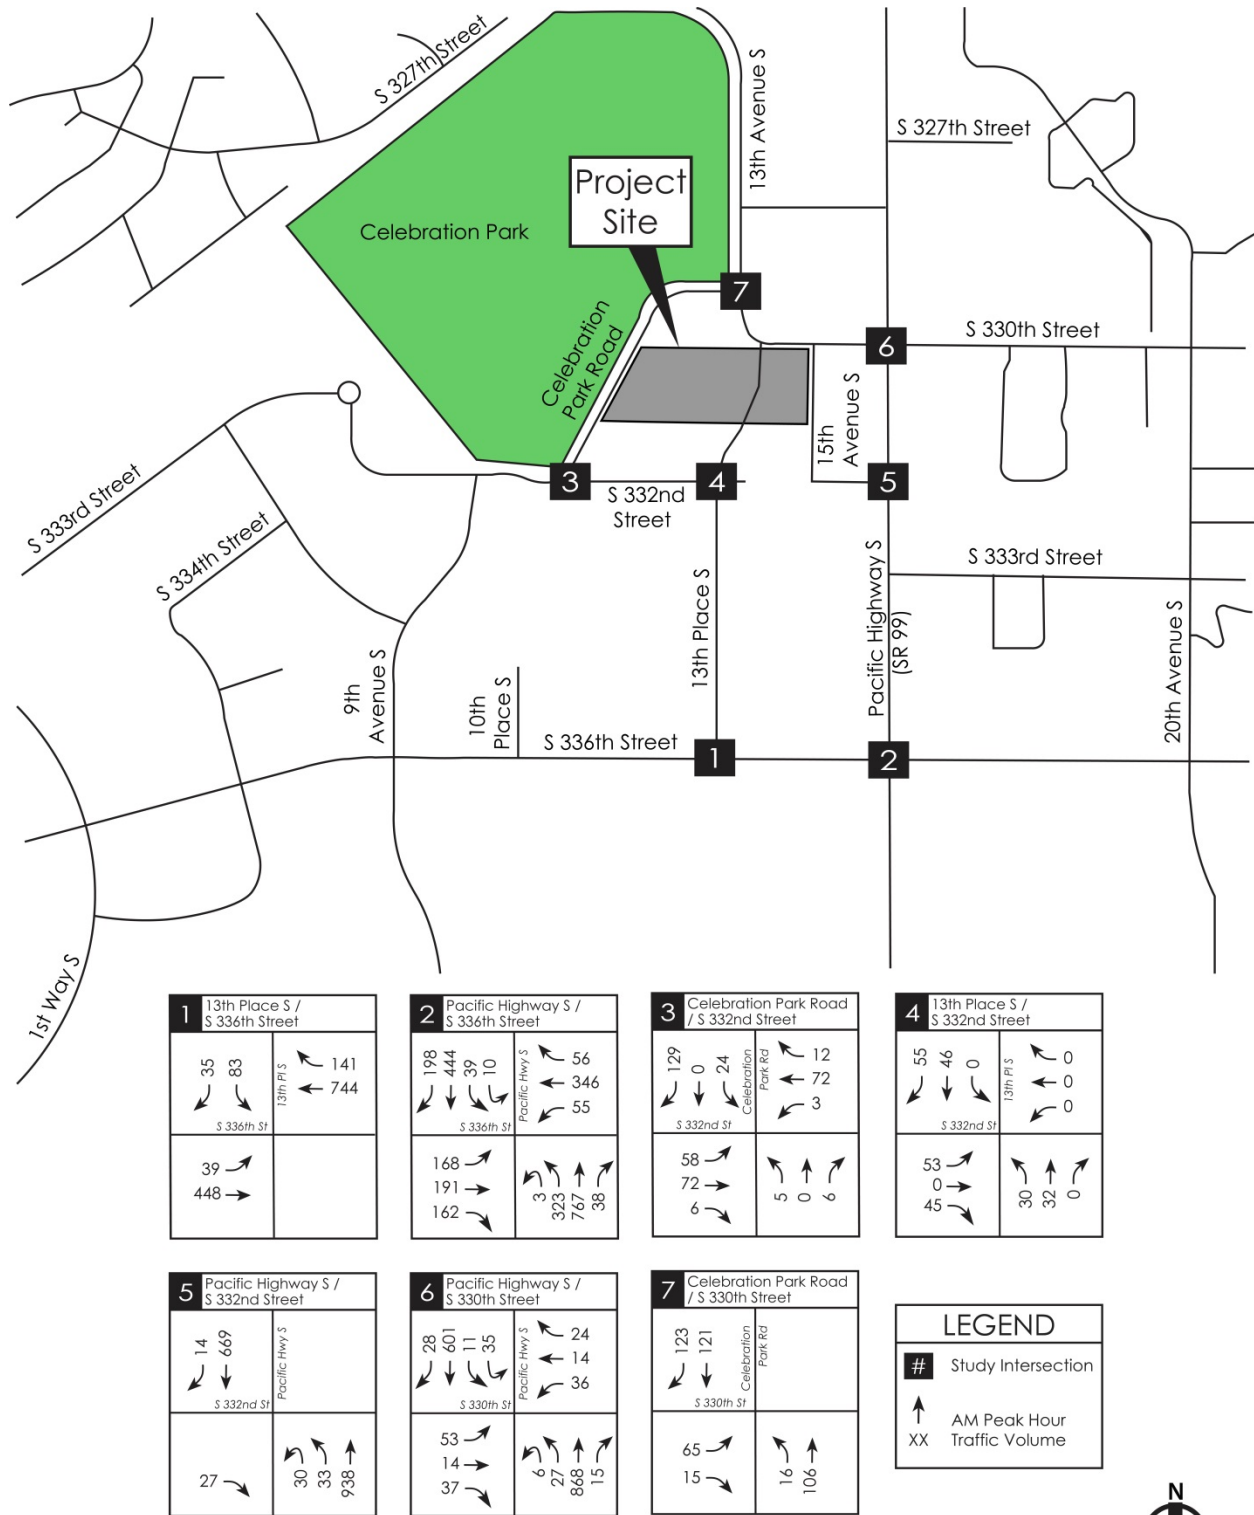 S 327th Street
13th Avenue S
S 327th Street
Project
Site
Celebration Park
7
S 330th Street
6
Celebration
Park Road
15th
Avenue S
3
4
5
S 332nd
Street
S 333rd Street
S 334th Street
S 333rd Street
13th Place S
Pacific Highway S
(SR 99)
20th Avenue S
9th
Avenue S
10th
Place S
S 336th Street
1
2
1st Way S
1
13th Place S /
S 336th Street
35
83
13th Pl S
141
744
S 336th St
39
448
2
Pacific Highway S /
S 336th Street
198
444
39
10
Pacific Hwy S
56
346
55
S 336th St
168
191
162
3
323
767
38
3
Celebration Park Road
/ S 332nd Street
129
0
24
Celebration
Park Rd
12
72
3
S 332nd St
58
72
6
5
0
6
4
13th Place S /
S 332nd Street
55
46
0
13th Pl S
0
0
0
S 332nd St
53
0
45
30
32
0
5
Pacific Highway S /
S 332nd Street
14
669
Pacific Hwy S
S 332nd St
27
30
33
938
6
Pacific Highway S /
S 330th Street
28
601
11
35
Pacific Hwy S
24
14
36
S 330th St
53
14
37
6
27
868
15
7
Celebration Park Road
/ S 330th Street
123
121
Celebration
Park Rd
S 330th St
65
15
16
106
LEGEND
# Study Intersection
AM Peak Hour
XX Traffic Volume
N